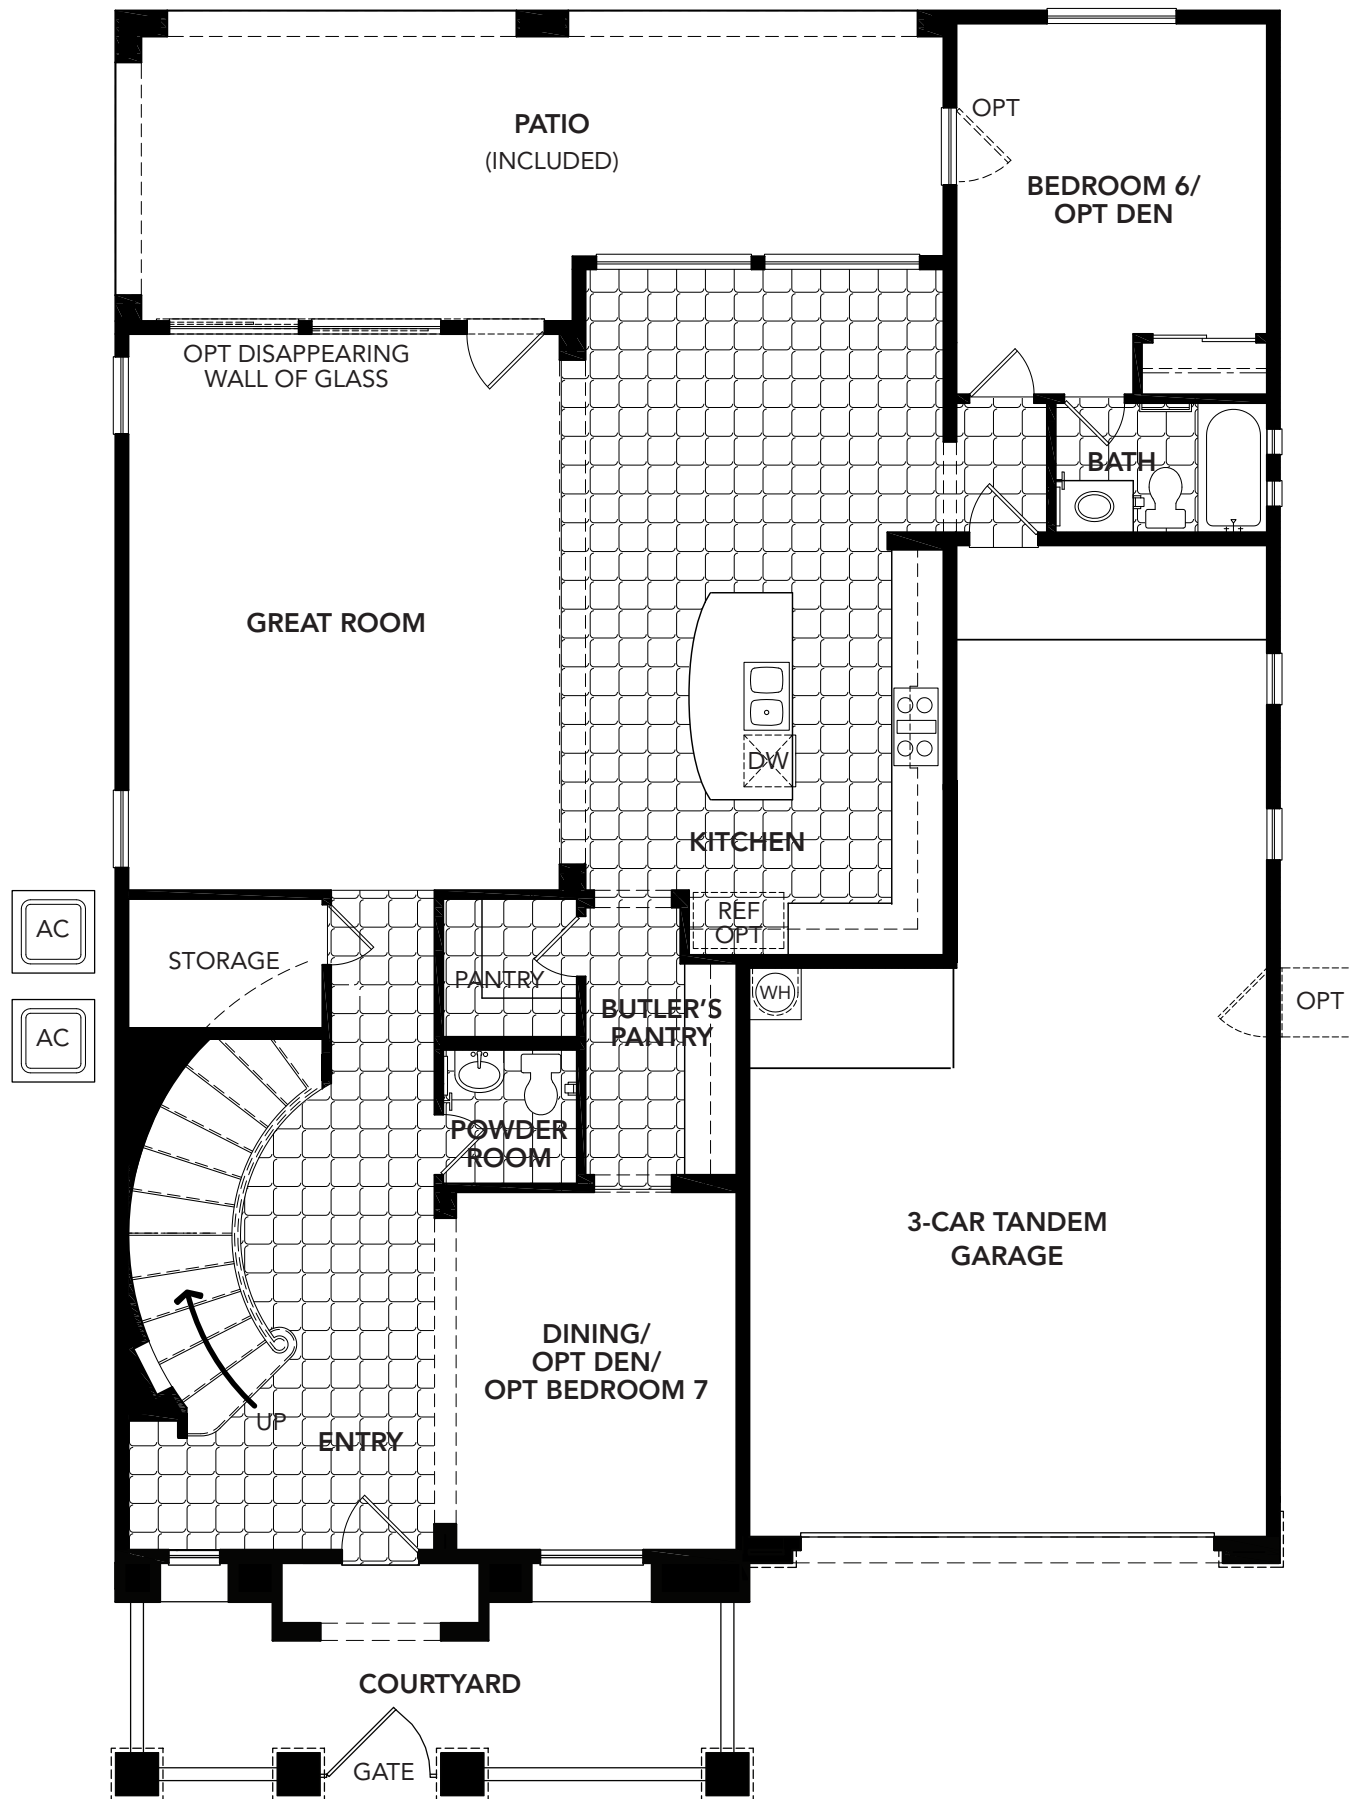 OPT
PATIO
(INCLUDED)
BEDROOM 6/
OPT DEN
OPT DISAPPEARING
WALL OF GLASS
BATH
GREAT ROOM
DW
KITCHEN
REF
OPT
AC
STORAGE
PANTRY
WH
OPT
BUTLER'S
PANTRY
AC
POWDER
ROOM
3-CAR TANDEM
GARAGE
DINING/
OPT DEN/
OPT BEDROOM 7
UP
ENTRY
COURTYARD
GATE